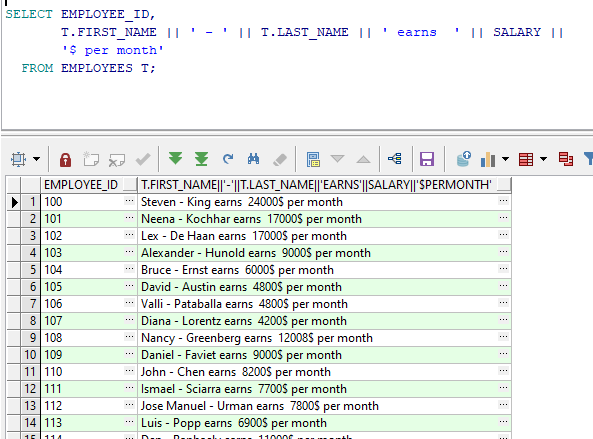 SELECT EMPLOYEE_ID,
T.FIRST_NAME || ' - ' || T.LAST_NAME || ' earns  ' || SALARY ||
'$ per month'
FROM EMPLOYEES T;
EMPLOYEE_ID T.FIRST_NAME||'-'||T.LAST_NAME||'EARNS'||SALARY||'$PERMONTH'
1 100 Steven - King earns  24000$ per month
2 101 Neena - Kochhar earns  17000$ per month
3 102 Lex - De Haan earns  17000$ per month
4 103 Alexander - Hunold earns  9000$ per month
5 104 Bruce - Ernst earns  6000$ per month
6 105 David - Austin earns  4800$ per month
7 106 Valli - Pataballa earns  4800$ per month
8 107 Diana - Lorentz earns  4200$ per month
9 108 Nancy - Greenberg earns  12008$ per month
10 109 Daniel - Faviet earns  9000$ per month
11 110 John - Chen earns  8200$ per month
12 111 Ismael - Sciarra earns  7700$ per month
13 112 Jose Manuel - Urman earns  7800$ per month
14 113 Luis - Popp earns  6900$ per month
15 114